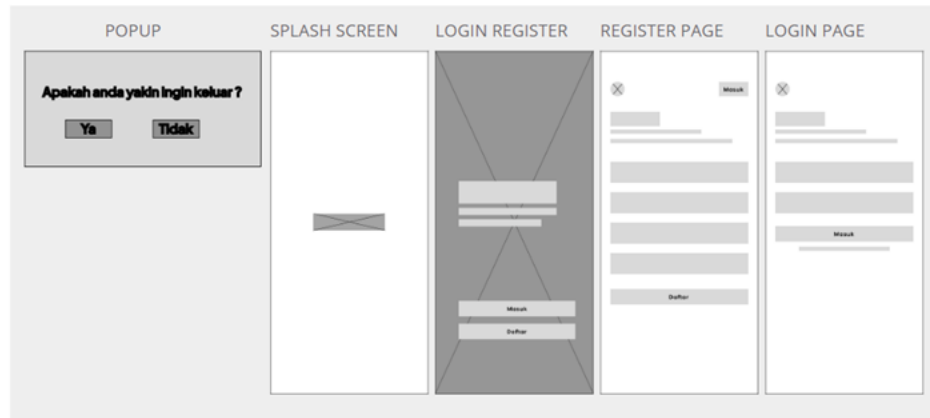 POPUP
SPLASH SCREEN
LOGIN REGISTER
REGISTER PAGE
LOGIN PAGE
Apakah anda yakin ingin keluar ?
Ya
Tidak
Masuk
Daftar
Masuk
Daftar
Masuk